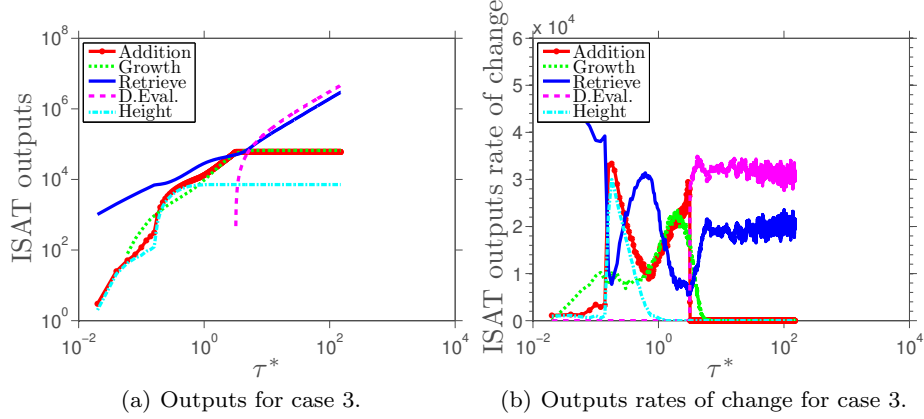 10^8
10^6
10^4
10^2
10^0
10^-2
10^0
10^2
10^4
ISAT outputs
τ*
Addition
Growth
Retrieve
D.Eval.
Height
(a) Outputs for case 3.
x 10^4
6
5
4
3
2
1
0
10^-2
10^0
10^2
10^4
ISAT outputs rate of change
τ*
Addition
Growth
Retrieve
D.Eval.
Height
(b) Outputs rates of change for case 3.